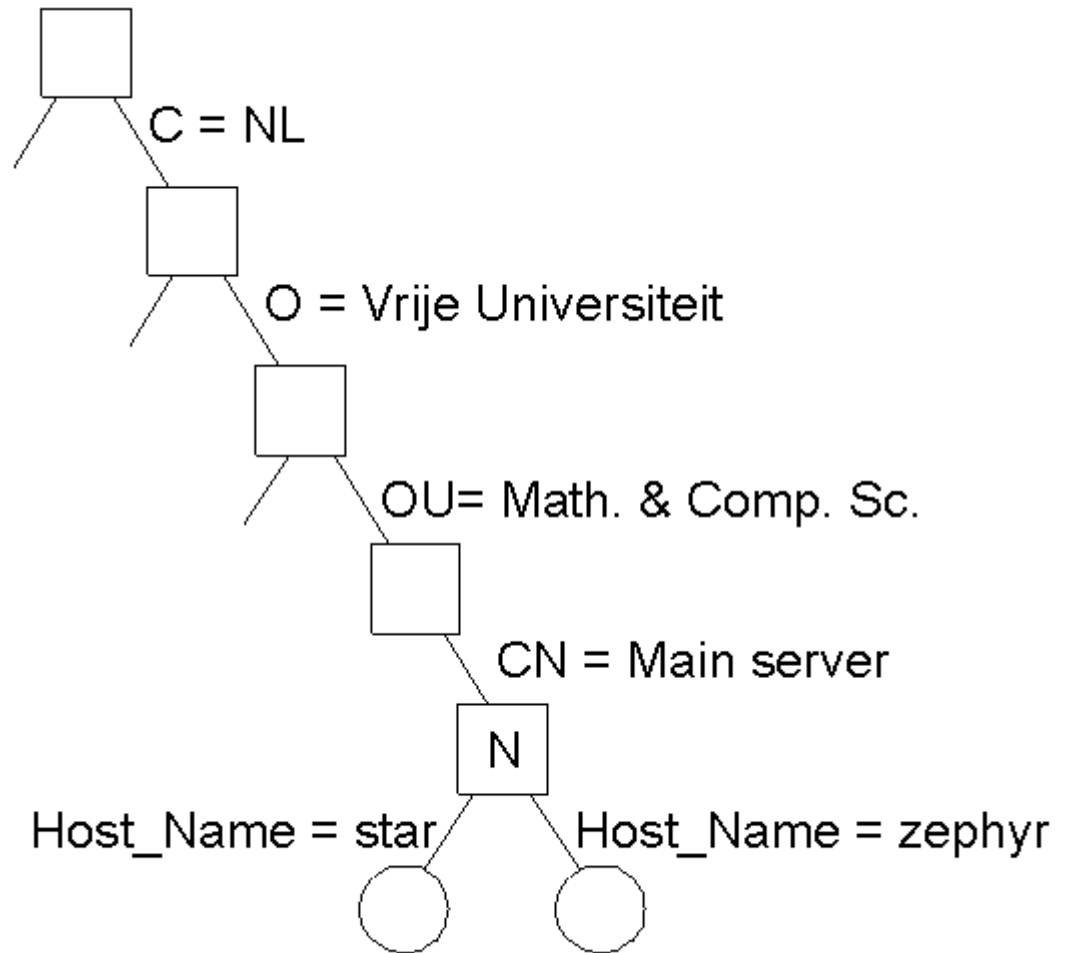 C = NL
O = Vrije Universiteit
OU= Math. & Comp. Sc.
CN = Main server
N
Host_Name = star
Host_Name = zephyr